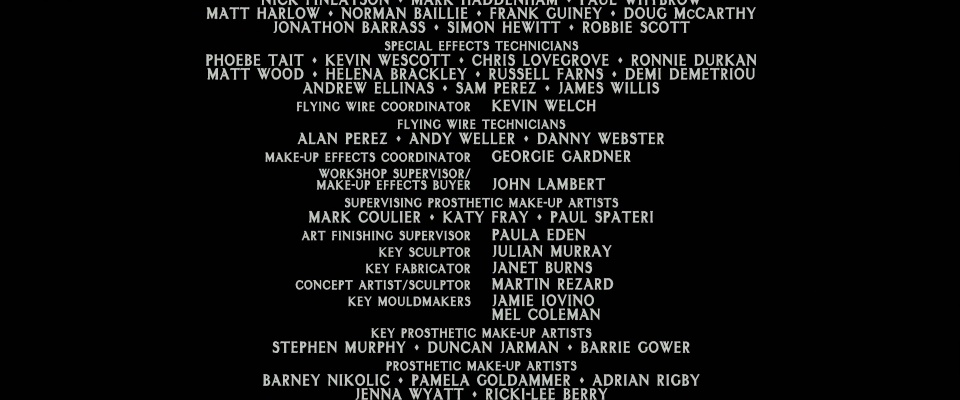 NICK FINLAYSON • MARK HADDENHAM • PAUL WHYBROW
MATT HARLOW • NORMAN BAILLIE • FRANK GUINEY • DOUG McCARTHY
JONATHON BARRASS • SIMON HEWITT • ROBBIE SCOTT
SPECIAL EFFECTS TECHNICIANS
PHOEBE TAIT • KEVIN WESCOTT • CHRIS LOVEGROVE • RONNIE DURKAN
MATT WOOD • HELENA BRACKLEY • RUSSELL FARNS • DEMI DEMETRIOU
ANDREW ELLINAS • SAM PEREZ • JAMES WILLIS
FLYING WIRE COORDINATOR KEVIN WELCH
FLYING WIRE TECHNICIANS
ALAN PEREZ • ANDY WELLER • DANNY WEBSTER
MAKE-UP EFFECTS COORDINATOR GEORGIE GARDNER
WORKSHOP SUPERVISOR/
MAKE-UP EFFECTS BUYER JOHN LAMBERT
SUPERVISING PROSTHETIC MAKE-UP ARTISTS
MARK COULIER • KATY FRAY • PAUL SPATERI
ART FINISHING SUPERVISOR PAULA EDEN
KEY SCULPTOR JULIAN MURRAY
KEY FABRICATOR JANET BURNS
CONCEPT ARTIST/SCULPTOR MARTIN REZARD
KEY MOULDMAKERS JAMIE IOVINO
MEL COLEMAN
KEY PROSTHETIC MAKE-UP ARTISTS
STEPHEN MURPHY • DUNCAN JARMAN • BARRIE GOWER
PROSTHETIC MAKE-UP ARTISTS
BARNEY NIKOLIC • PAMELA GOLDAMMER • ADRIAN RIGBY
JENNA WYATT • RICKI-LEE BERRY